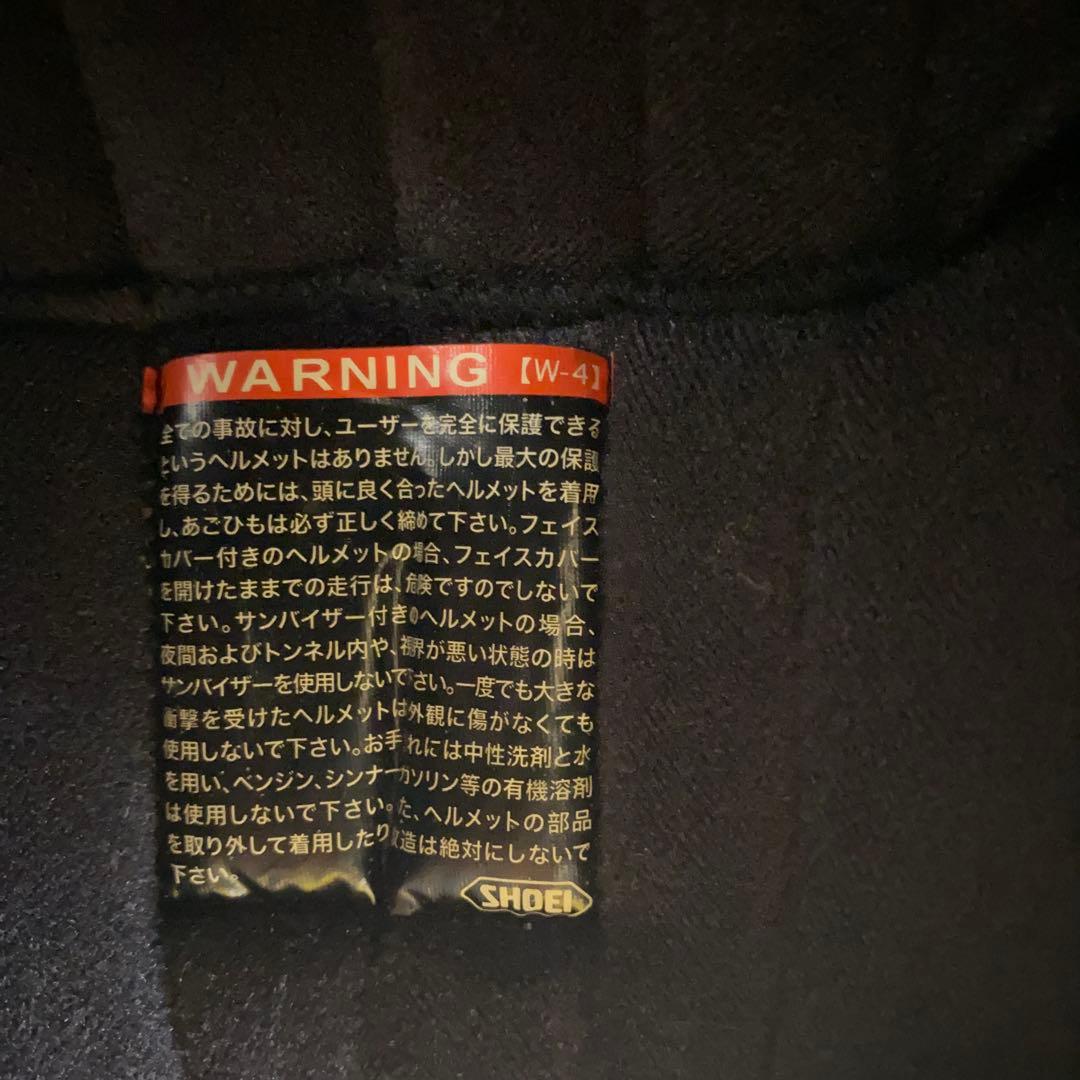 WARNING 【W-4】
全ての事故に対し、ユーザーを完全に保護できる
というヘルメットはありません。しかし最大の保護
を得るためには、頭に良く合ったヘルメットを着用
し、あごひもは必ず正しく締めて下さい。フェイス
カバー付きのヘルメットの場合、フェイスカバー
を開けたままでの走行は、危険ですのでしないで
下さい。サンバイザー付きのヘルメットの場合、
夜間およびトンネル内や、視界が悪い状態の時は
サンバイザーを使用しないで下さい。一度でも大きな
衝撃を受けたヘルメットは外観に傷がなくても
使用しないで下さい。お手入れには中性洗剤と水
を用い、ベンジン、シンナー、ガソリン等の有機溶剤
は使用しないで下さい。また、ヘルメットの部品
を取り外して着用したり改造は絶対にしないで
下さい。
SHOEI